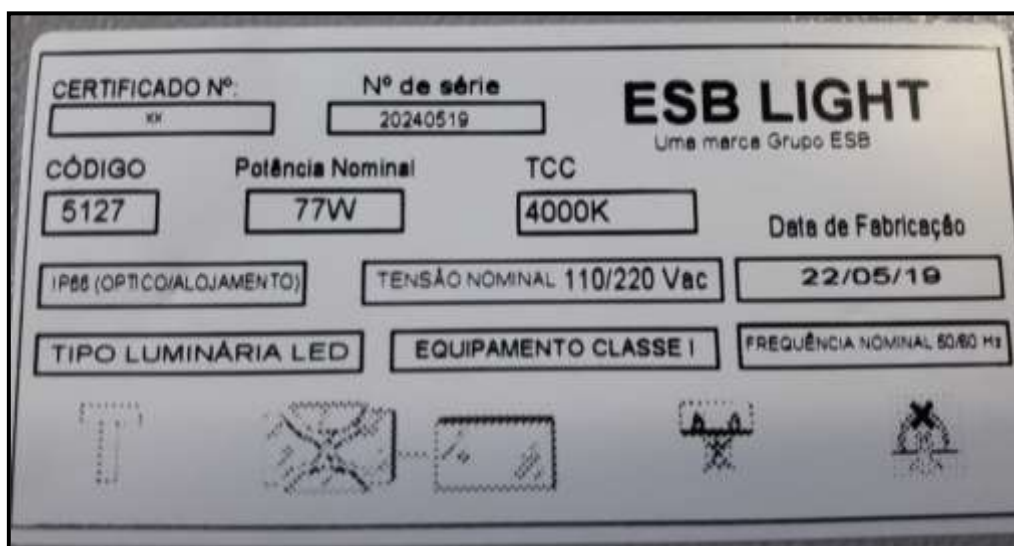 CERTIFICADO Nº:
Nº de série
ESB LIGHT
xx
20240519
Uma marca Grupo ESB
CÓDIGO
Potência Nominal
TCC
5127
77W
4000K
Data de Fabricação
IP66 (OPTICO/ALOJAMENTO)
TENSÃO NOMINAL 110/220 Vac
22/05/19
TIPO LUMINÁRIA LED
EQUIPAMENTO CLASSE I
FREQUÊNCIA NOMINAL 50/60 Hz